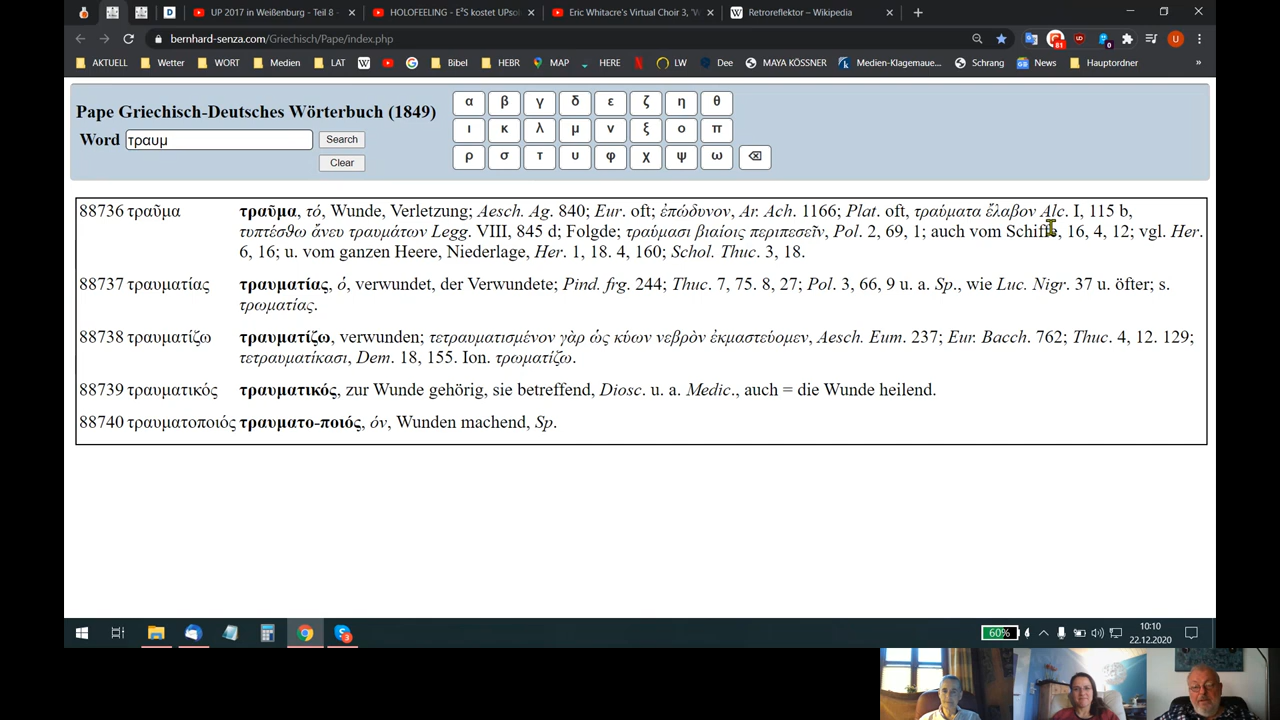 UP 2017 in Weißenburg - Teil 8 -
HOLOFEELING - E²S kostet UPso
Eric Whitacre's Virtual Choir 3, 'W
Retroreflektor – Wikipedia
bernhard-senza.com/Griechisch/Pape/index.php
81
0
U
AKTUELL
Wetter
WORT
Medien
LAT
Bibel
HEBR
MAP
HERE
LW
Dee
MAYA KÖSSNER
Medien-Klagemaue...
Schrang
News
Hauptordner
Pape Griechisch-Deutsches Wörterbuch (1849)
Word τραυμ Search
Clear
α β γ δ ε ζ η θ
ι κ λ μ ν ξ ο π
ρ σ τ υ φ χ ψ ω
88736 τραῦμα τραῦμα, τό, Wunde, Verletzung; Aesch. Ag. 840; Eur. oft; ἐπώδυνον, Ar. Ach. 1166; Plat. oft, τραύματα ἔλαβον Alc. I, 115 b,
τυπτέσθω ἄνευ τραυμάτων Legg. VIII, 845 d; Folgde; τραύμασι βιαίοις περιπεσεῖν, Pol. 2, 69, 1; auch vom Schiffe, 16, 4, 12; vgl. Her.
6, 16; u. vom ganzen Heere, Niederlage, Her. 1, 18. 4, 160; Schol. Thuc. 3, 18.
88737 τραυματίας τραυματίας, ὁ, verwundet, der Verwundete; Pind. frg. 244; Thuc. 7, 75. 8, 27; Pol. 3, 66, 9 u. a. Sp., wie Luc. Nigr. 37 u. öfter; s.
τρωματίας.
88738 τραυματίζω τραυματίζω, verwunden; τετραυματισμένον γὰρ ὡς κύων νεβρὸν ἐκμαστεύομεν, Aesch. Eum. 237; Eur. Bacch. 762; Thuc. 4, 12. 129;
τετραυματίκασι, Dem. 18, 155. Ion. τρωματίζω.
88739 τραυματικός τραυματικός, zur Wunde gehörig, sie betreffend, Diosc. u. a. Medic., auch = die Wunde heilend.
88740 τραυματοποιός τραυματο-ποιός, όν, Wunden machend, Sp.
60%
10:10
22.12.2020